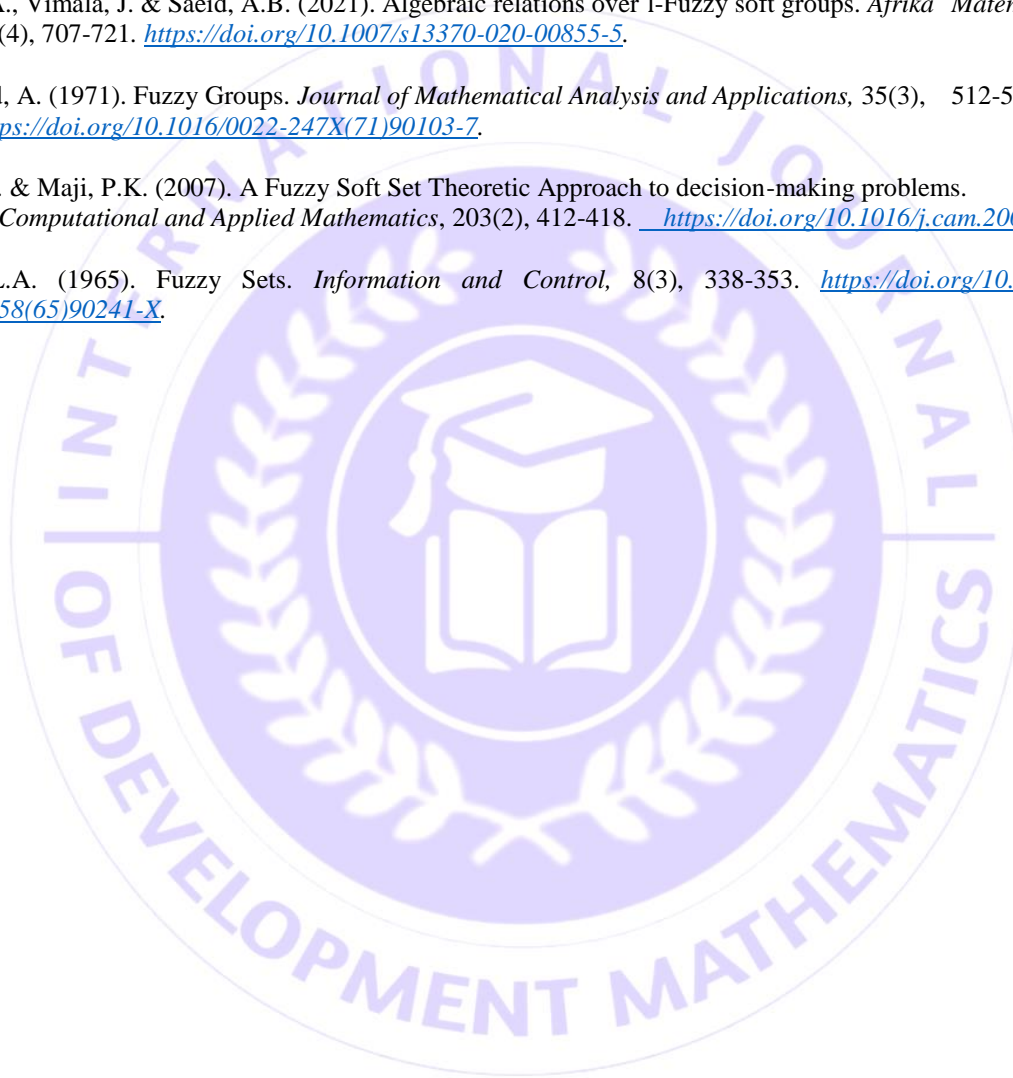 ., Vimala, J. & Saeid, A.B. (2021). Algebraic relations over l-Fuzzy soft groups. Afrika
(4), 707-721. https://doi.org/10.1007/s13370-020-00855-5.
, A. (1971). Fuzzy Groups. Journal of Mathematical Analysis and Applications, 35(3), 512-5
ps://doi.org/10.1016/0022-247X(71)90103-7.
. & Maji, P.K. (2007). A Fuzzy Soft Set Theoretic Approach to decision-making problems.
Computational and Applied Mathematics, 203(2), 412-418. https://doi.org/10.1016/j.cam.200
L.A. (1965). Fuzzy Sets. Information and Control, 8(3), 338-353. https://doi.org/10.
58(65)90241-X.
INTERNATIONAL JOURNAL
OF DEVELOPMENT MATHEMATICS